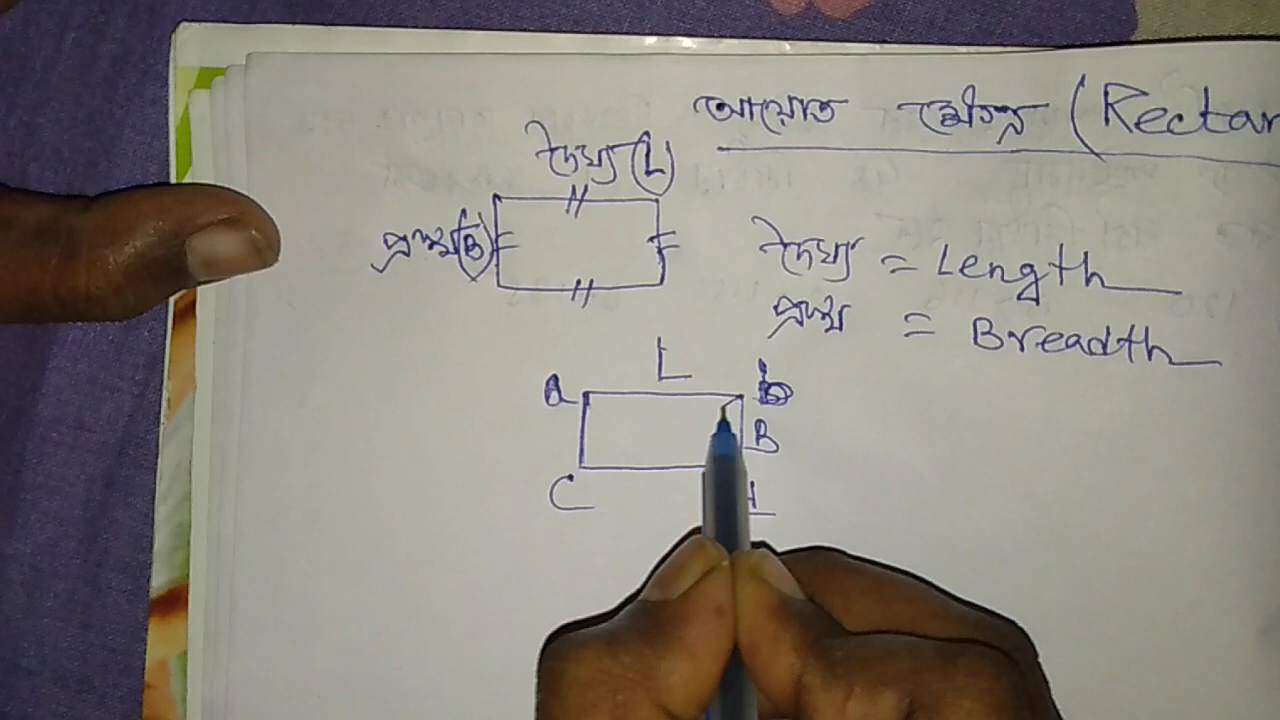 আয়োত ক্ষেত্র (Rectan
দৈঘ্য (L)
প্রস্থ (B)
দৈঘ্য = Length
প্রস্থ = Breadth
L
a b
B
C